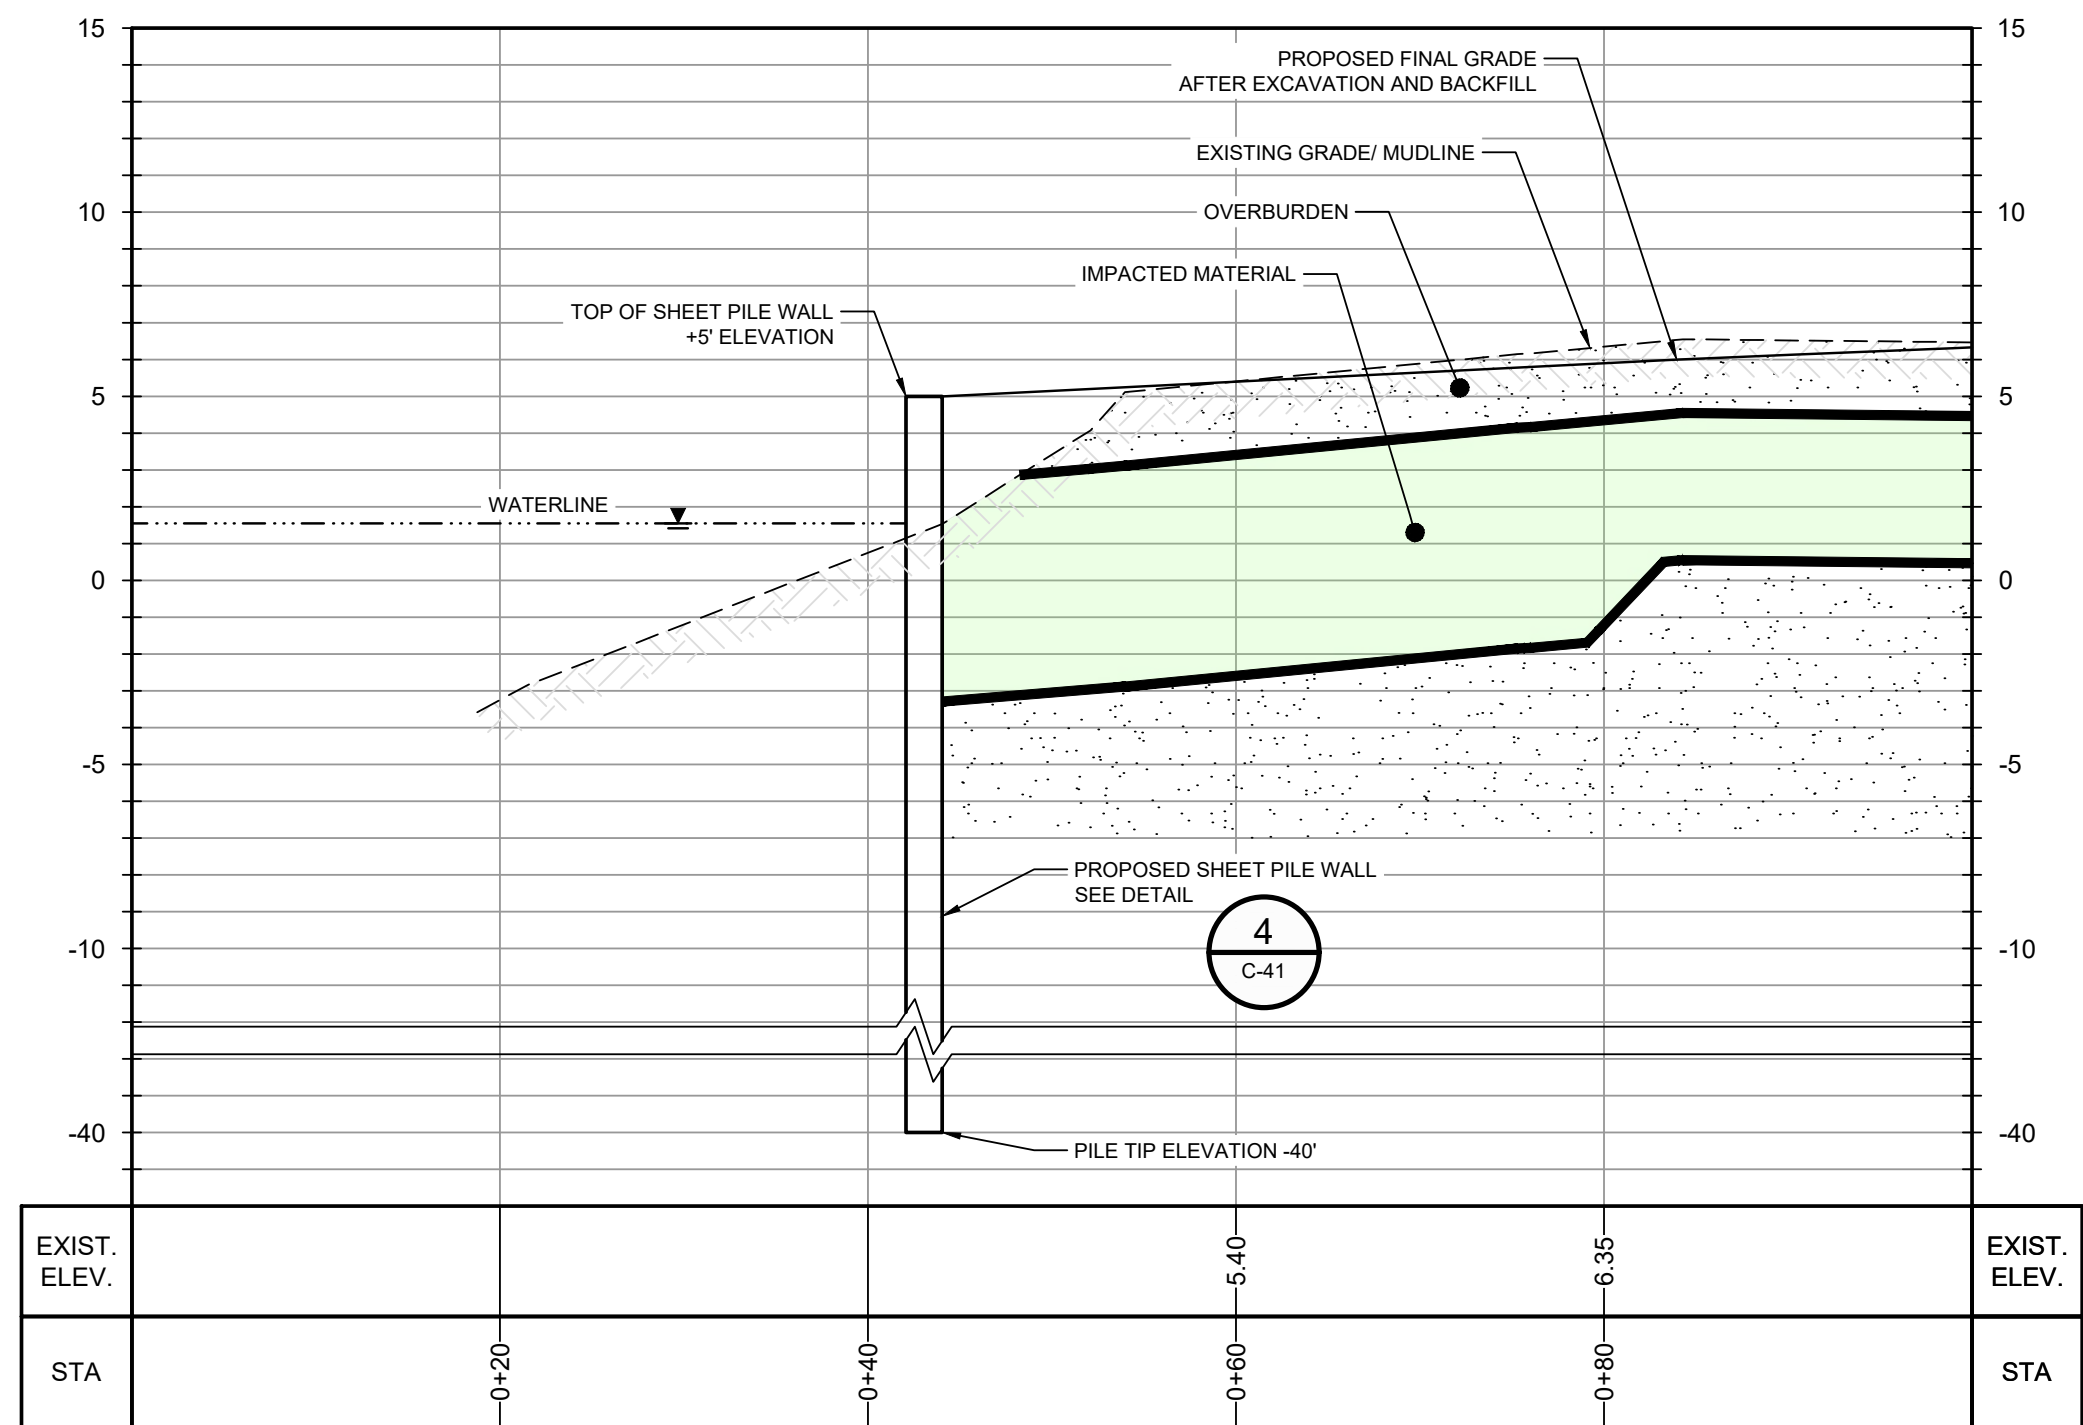 15
15
PROPOSED FINAL GRADE
AFTER EXCAVATION AND BACKFILL
EXISTING GRADE/ MUDLINE
10
OVERBURDEN
10
IMPACTED MATERIAL
TOP OF SHEET PILE WALL
+5' ELEVATION
5
5
WATERLINE
0
0
-5
-5
PROPOSED SHEET PILE WALL
SEE DETAIL
4
C-41
-10
-10
-40
-40
PILE TIP ELEVATION -40'
EXIST.
ELEV.
5.40
6.35
EXIST.
ELEV.
STA
0+20
0+40
0+60
0+80
STA